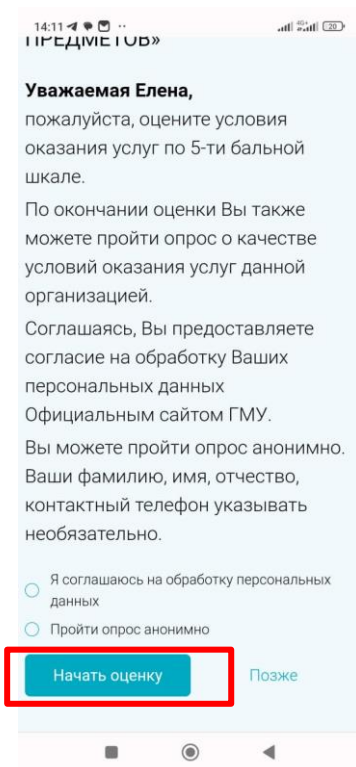 14:11
4G+
20
ПРЕДМЕТОВ»
Уважаемая Елена,
пожалуйста, оцените условия
оказания услуг по 5-ти бальной
шкале.
По окончании оценки Вы также
можете пройти опрос о качестве
условий оказания услуг данной
организацией.
Соглашаясь, Вы предоставляете
согласие на обработку Ваших
персональных данных
Официальным сайтом ГМУ.
Вы можете пройти опрос анонимно.
Ваши фамилию, имя, отчество,
контактный телефон указывать
необязательно.
Я соглашаюсь на обработку персональных
данных
Пройти опрос анонимно
Начать оценку
Позже